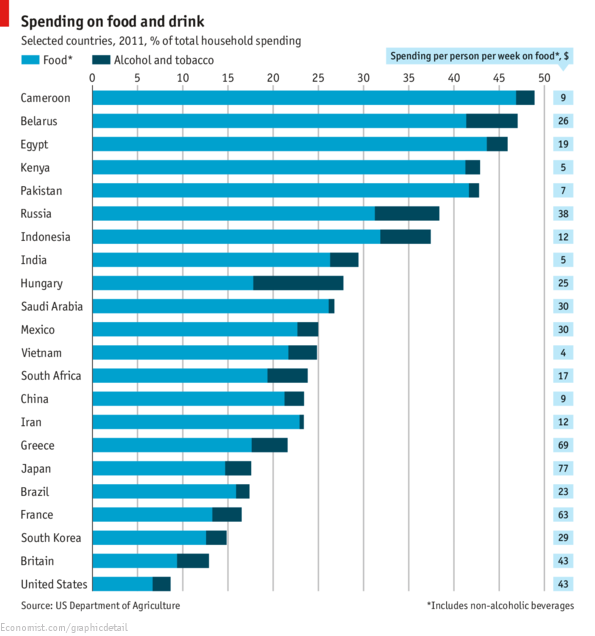 Spending on food and drink
Selected countries, 2011, % of total household spending
Food* Alcohol and tobacco Spending per person per week on food*, $
0 5 10 15 20 25 30 35 40 45 50
Cameroon 9
Belarus 26
Egypt 19
Kenya 5
Pakistan 7
Russia 38
Indonesia 12
India 5
Hungary 25
Saudi Arabia 30
Mexico 30
Vietnam 4
South Africa 17
China 9
Iran 12
Greece 69
Japan 77
Brazil 23
France 63
South Korea 29
Britain 43
United States 43
Source: US Department of Agriculture *Includes non-alcoholic beverages
Economist.com/graphicdetail